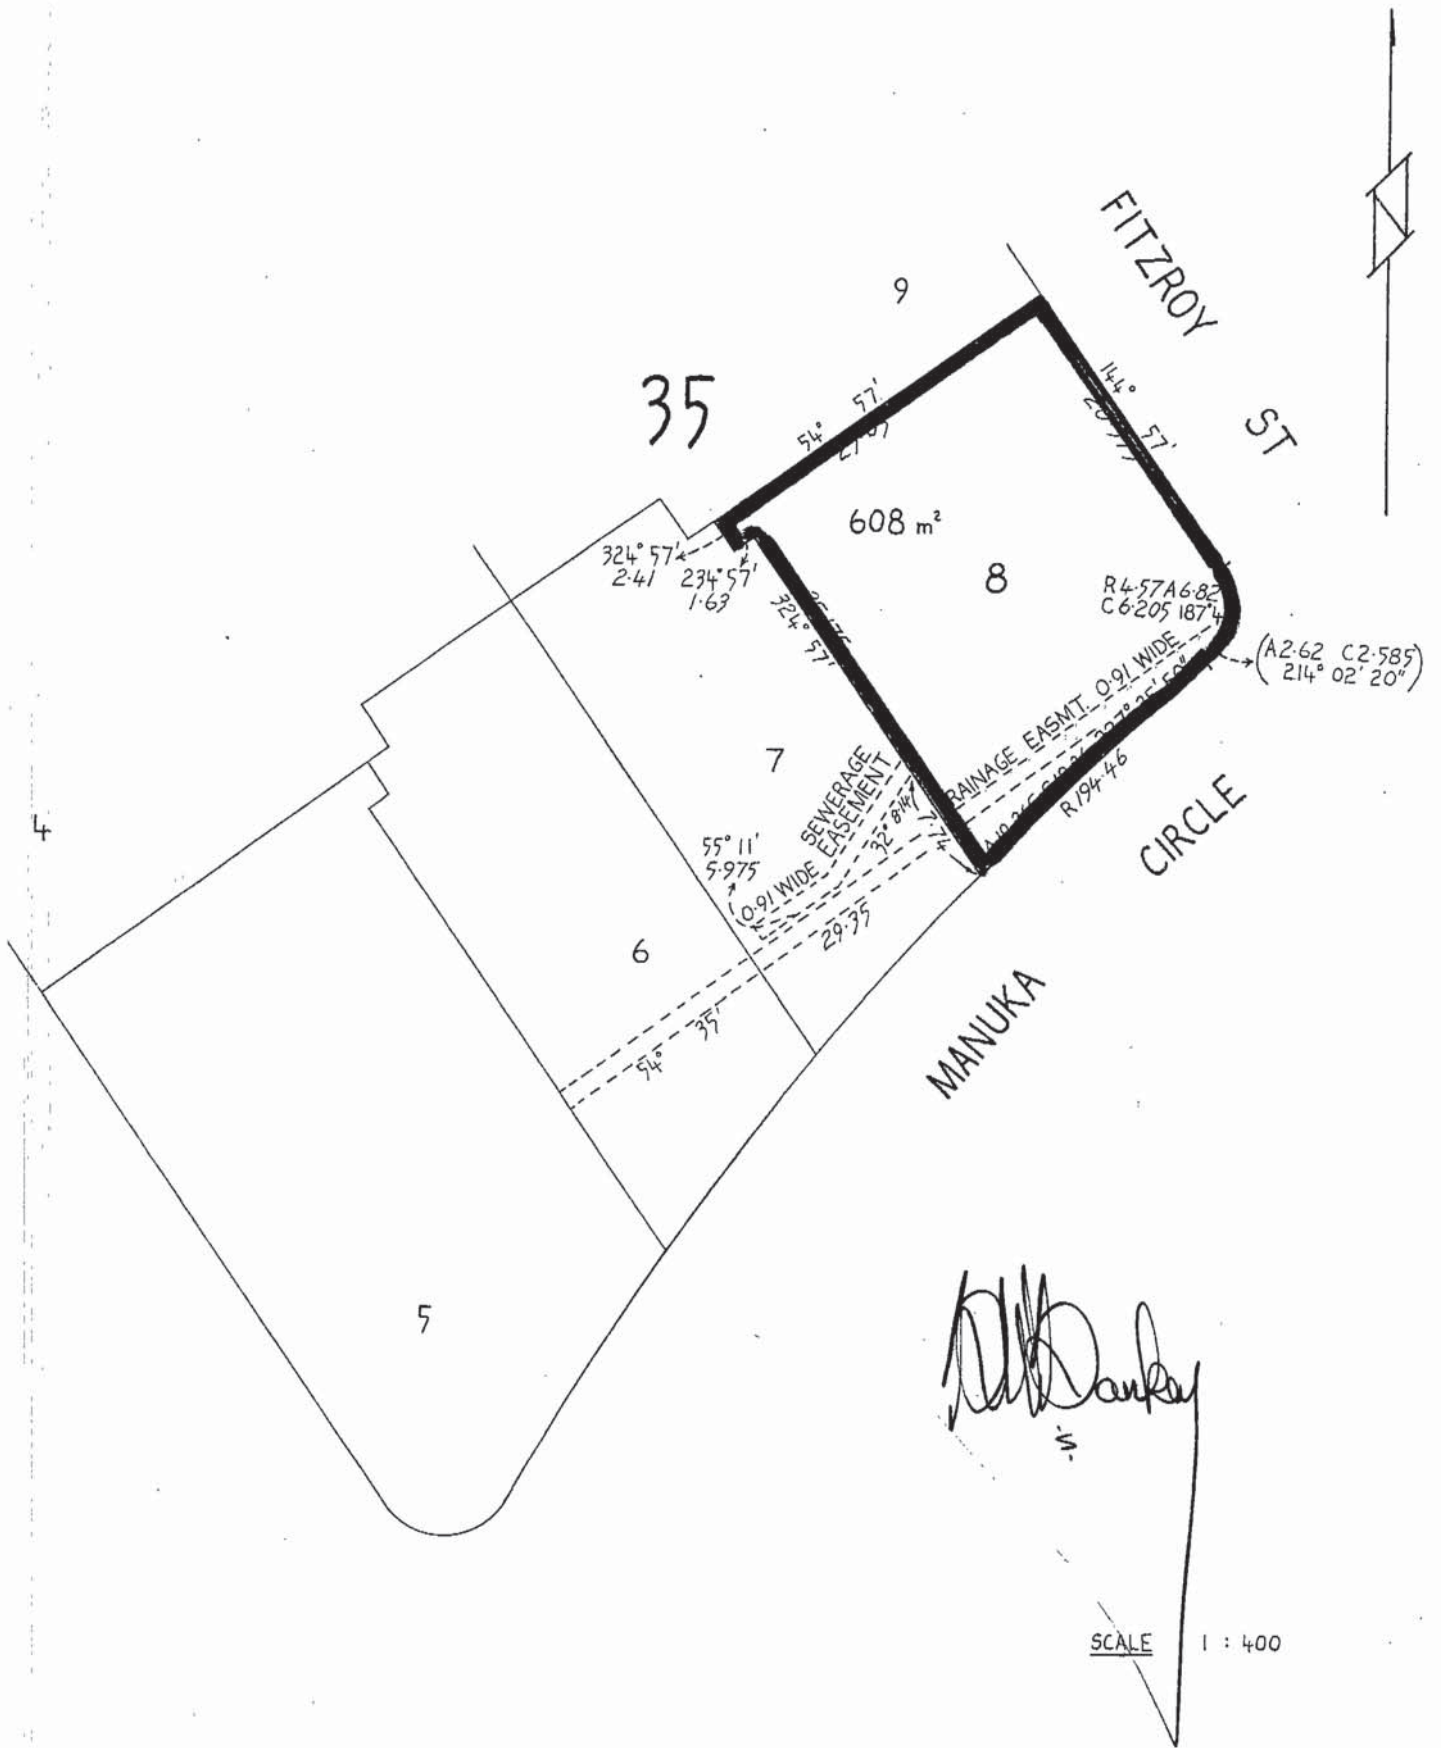 FITZROY
ST
9
35
54° 57'
144° 57'
608 m²
8
324° 57'
2·41
234° 57'
1·63
324° 57'
R4·57 A6·82
C6·205
(A2·62 C2·585)
214° 02' 20"
DRAINAGE EASMT. 0·91 WIDE
R194·46
7
SEWERAGE
EASEMENT
0·91 WIDE
32° 8·14
7·74
55° 11'
5·975
29·35
54° 35'
6
4
5
MANUKA
CIRCLE
SCALE 1 : 400